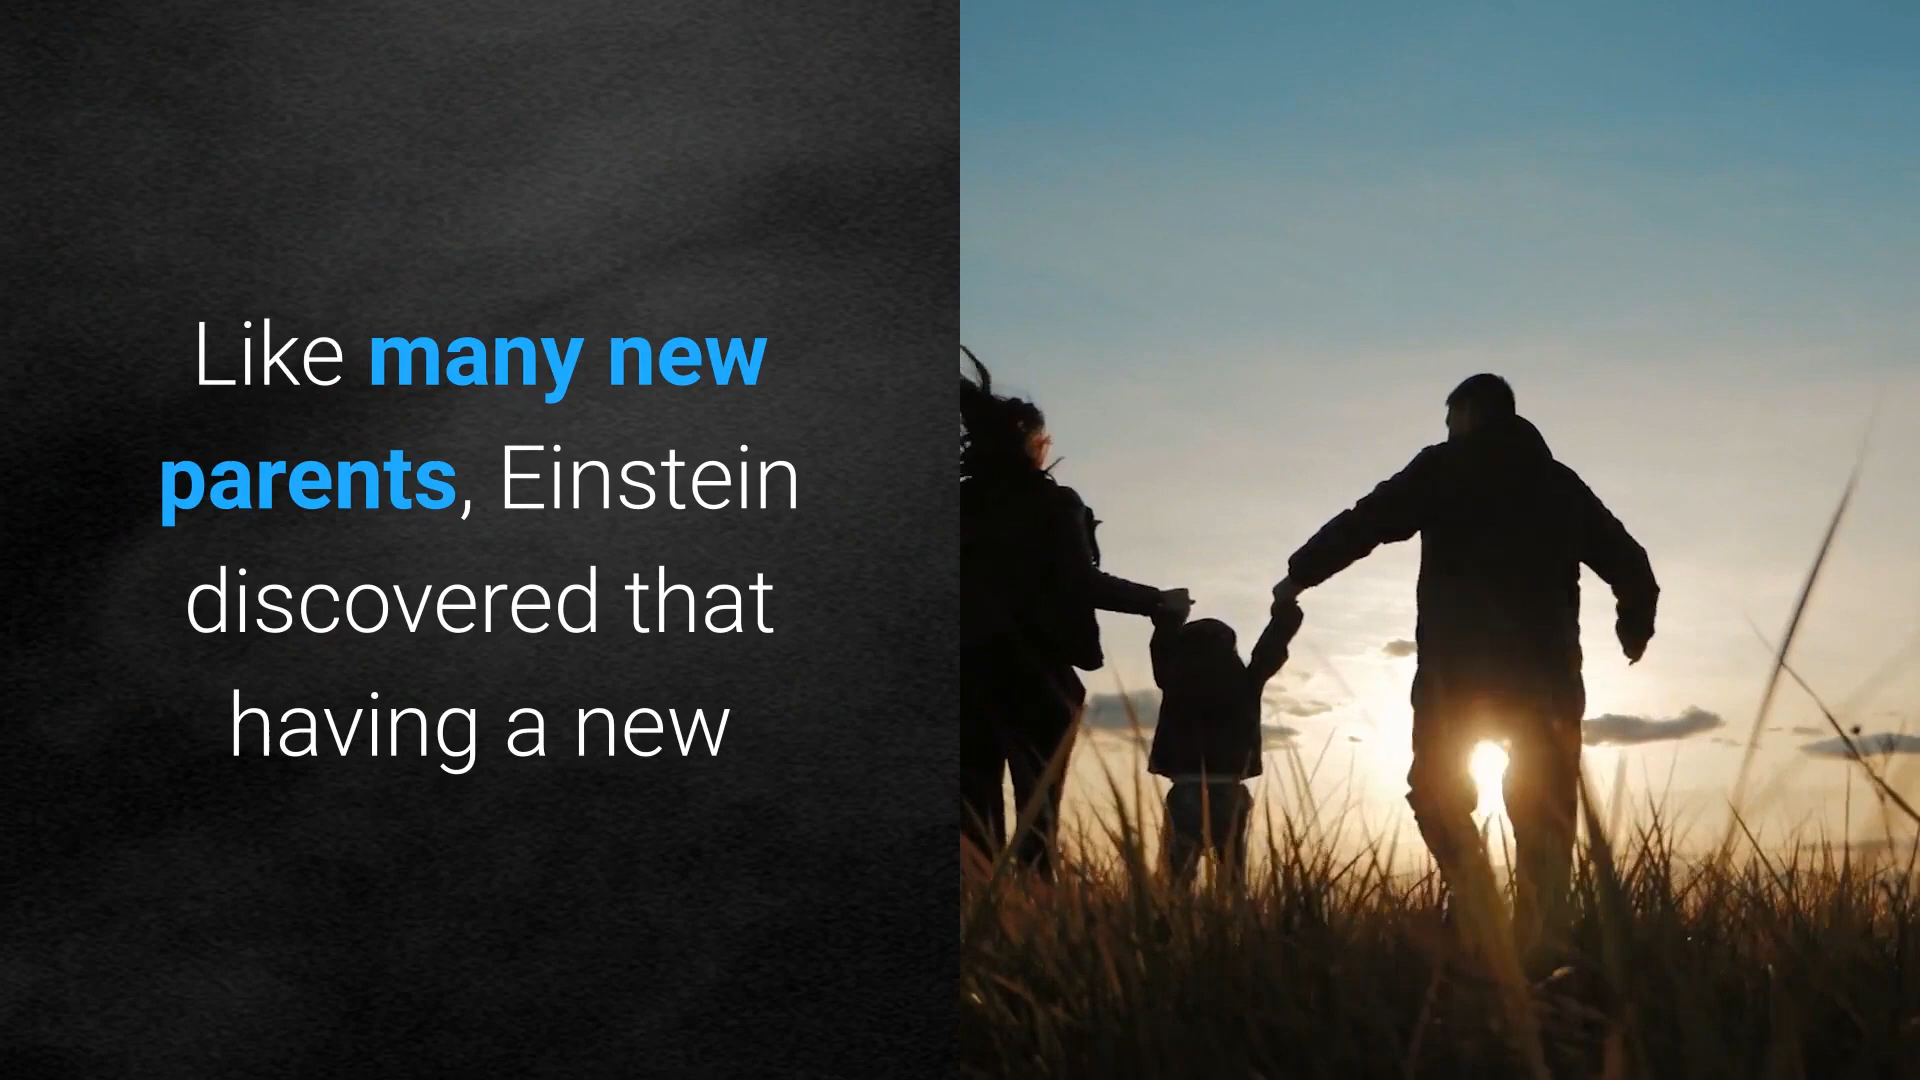 Like many new
parents, Einstein
discovered that
having a new